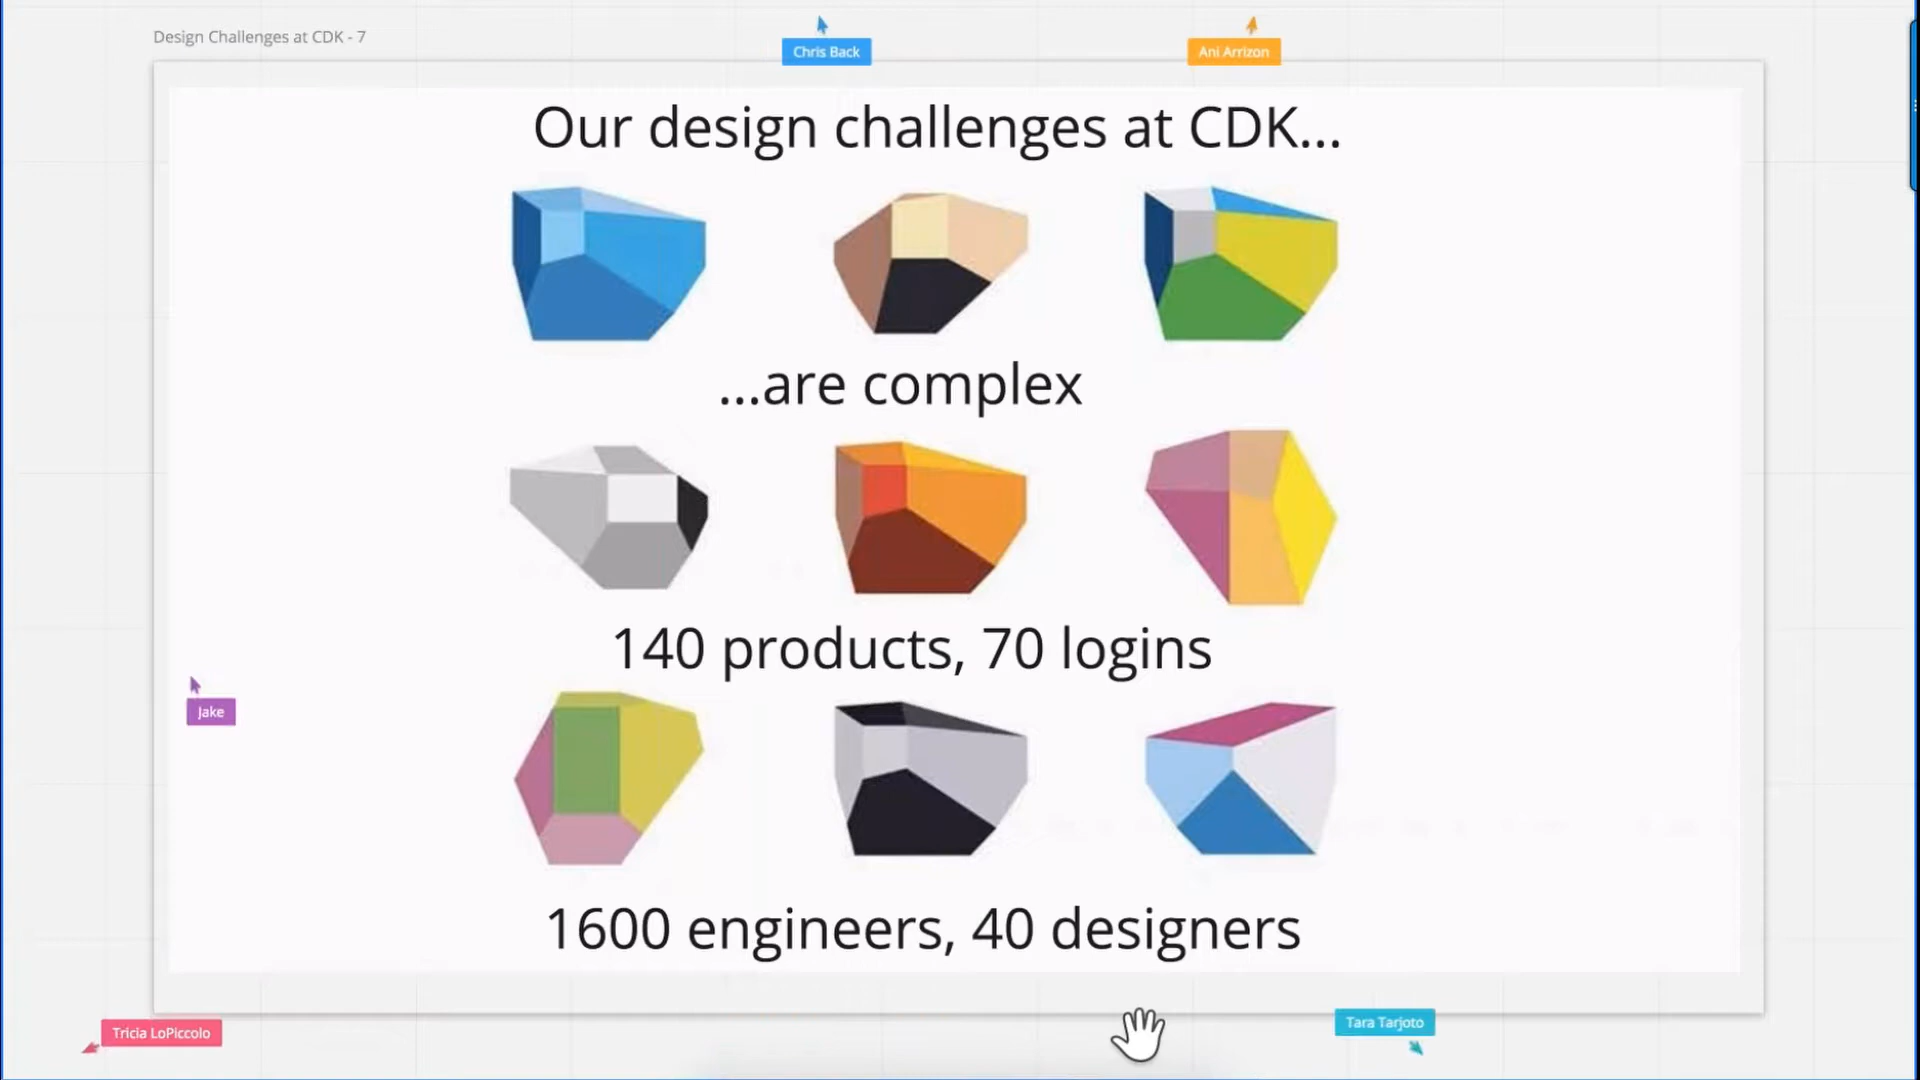 Design Challenges at CDK - 7
Chris Back
Ani Arrizon
Our design challenges at CDK...
...are complex
140 products, 70 logins
Jake
1600 engineers, 40 designers
Tricia LoPiccolo
Tara Tarjoto